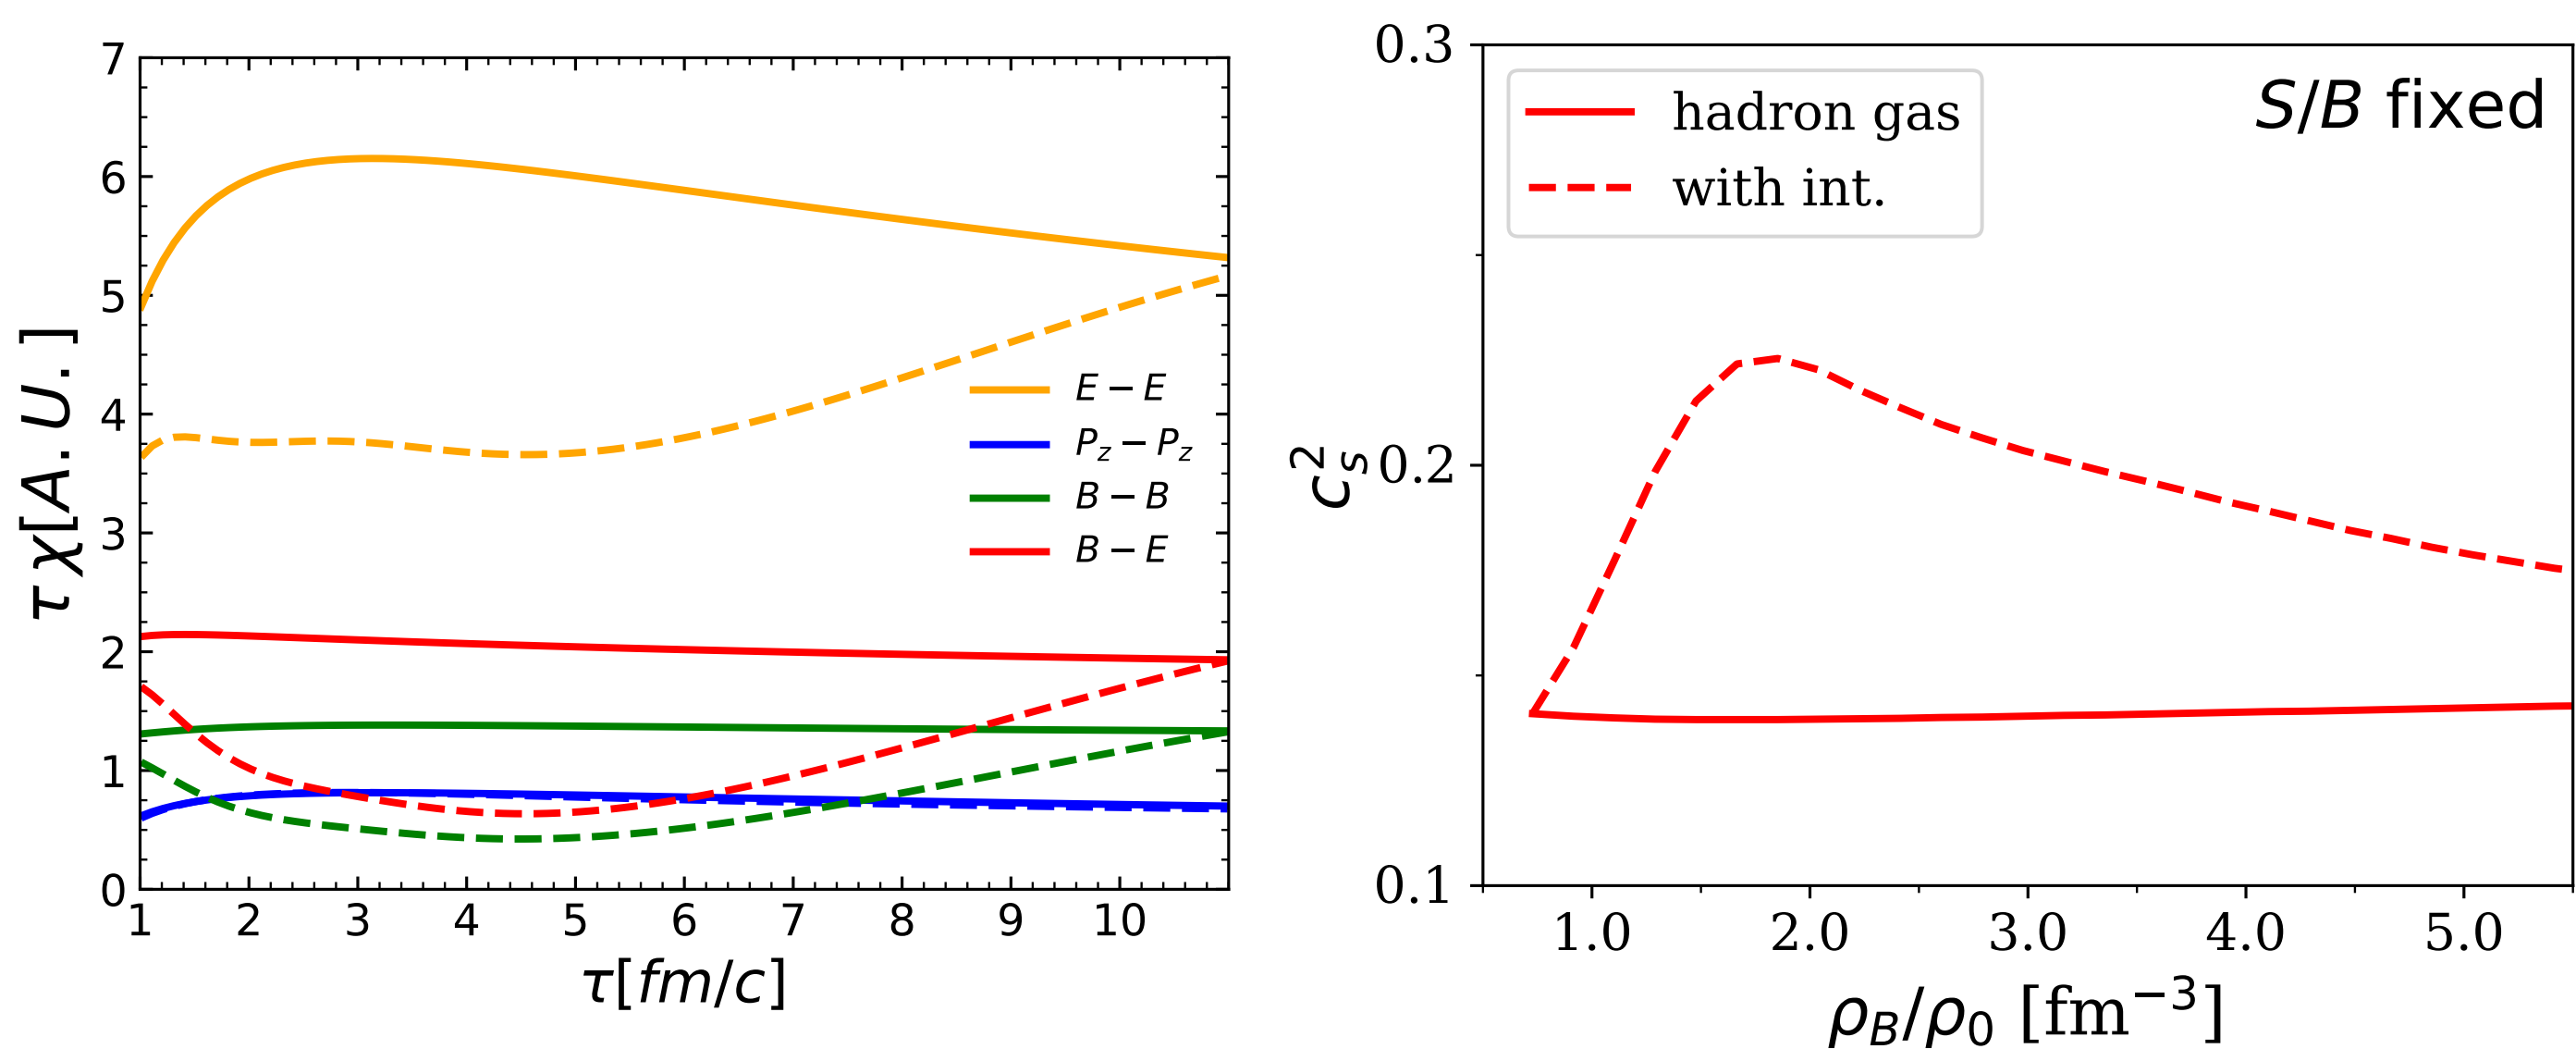 7
6
5
4
3
2
1
0
τ χ[A.U.]
E − E
P_z − P_z
B − B
B − E
1 2 3 4 5 6 7 8 9 10
τ[fm/c]
0.3
0.2
0.1
c_s^2
hadron gas
with int.
S/B fixed
1.0 2.0 3.0 4.0 5.0
ρ_B/ρ_0 [fm^−3]